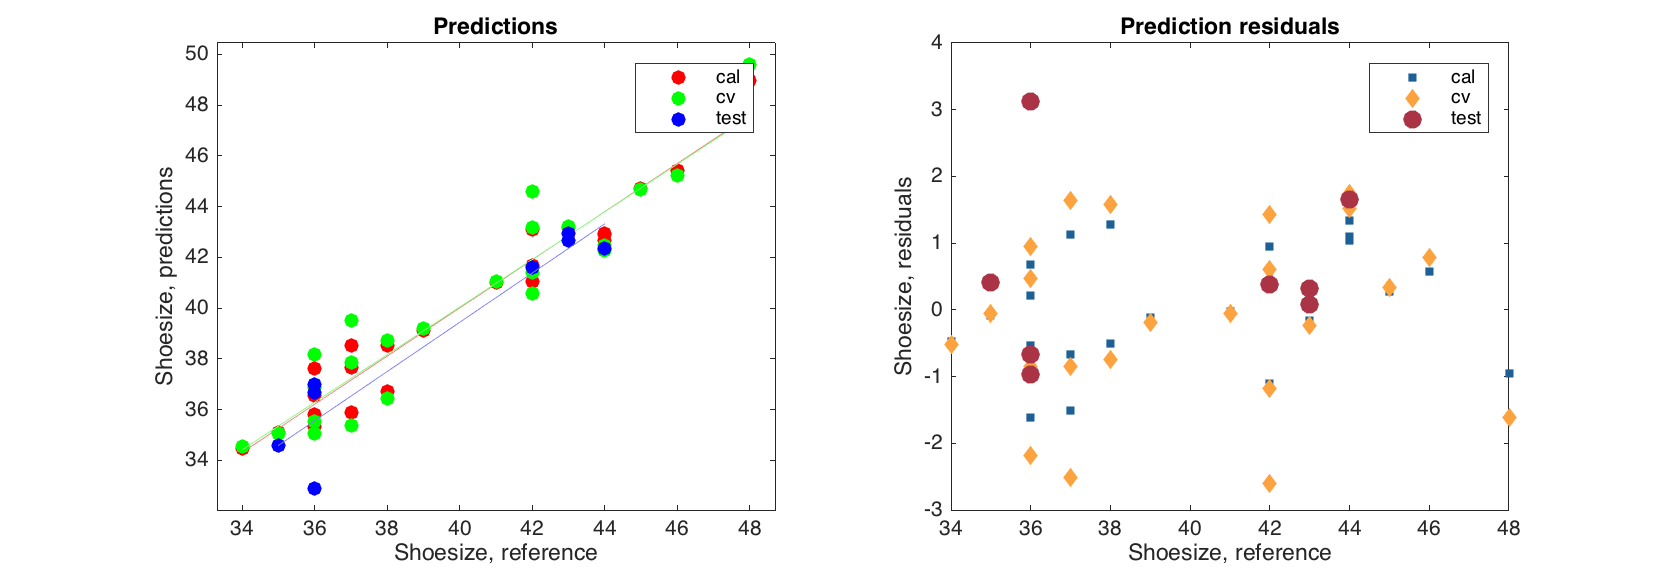 Predictions
50
48
46
44
42
40
38
36
34
Shoesize, predictions
cal
cv
test
34 36 38 40 42 44 46 48
Shoesize, reference
Prediction residuals
4
3
2
1
0
-1
-2
-3
Shoesize, residuals
cal
cv
test
34 36 38 40 42 44 46 48
Shoesize, reference